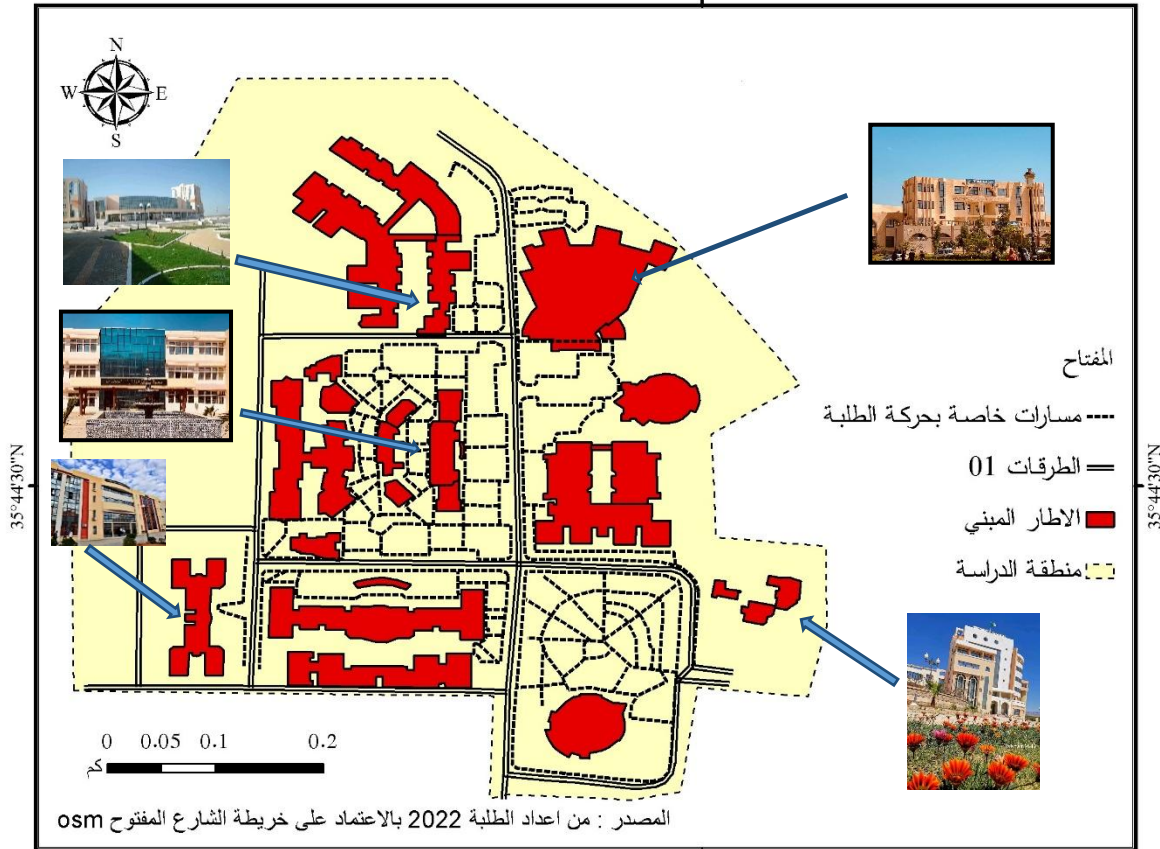 N
W E
S
المفتاح
مسارات خاصة بحركة الطلبة
الطرقات 01
الاطار المبني
منطقة الدراسة
35°44'30"N
35°44'30"N
0 0.05 0.1 0.2
كم
المصدر : من اعداد الطلبة 2022 بالاعتماد على خريطة الشارع المفتوح osm